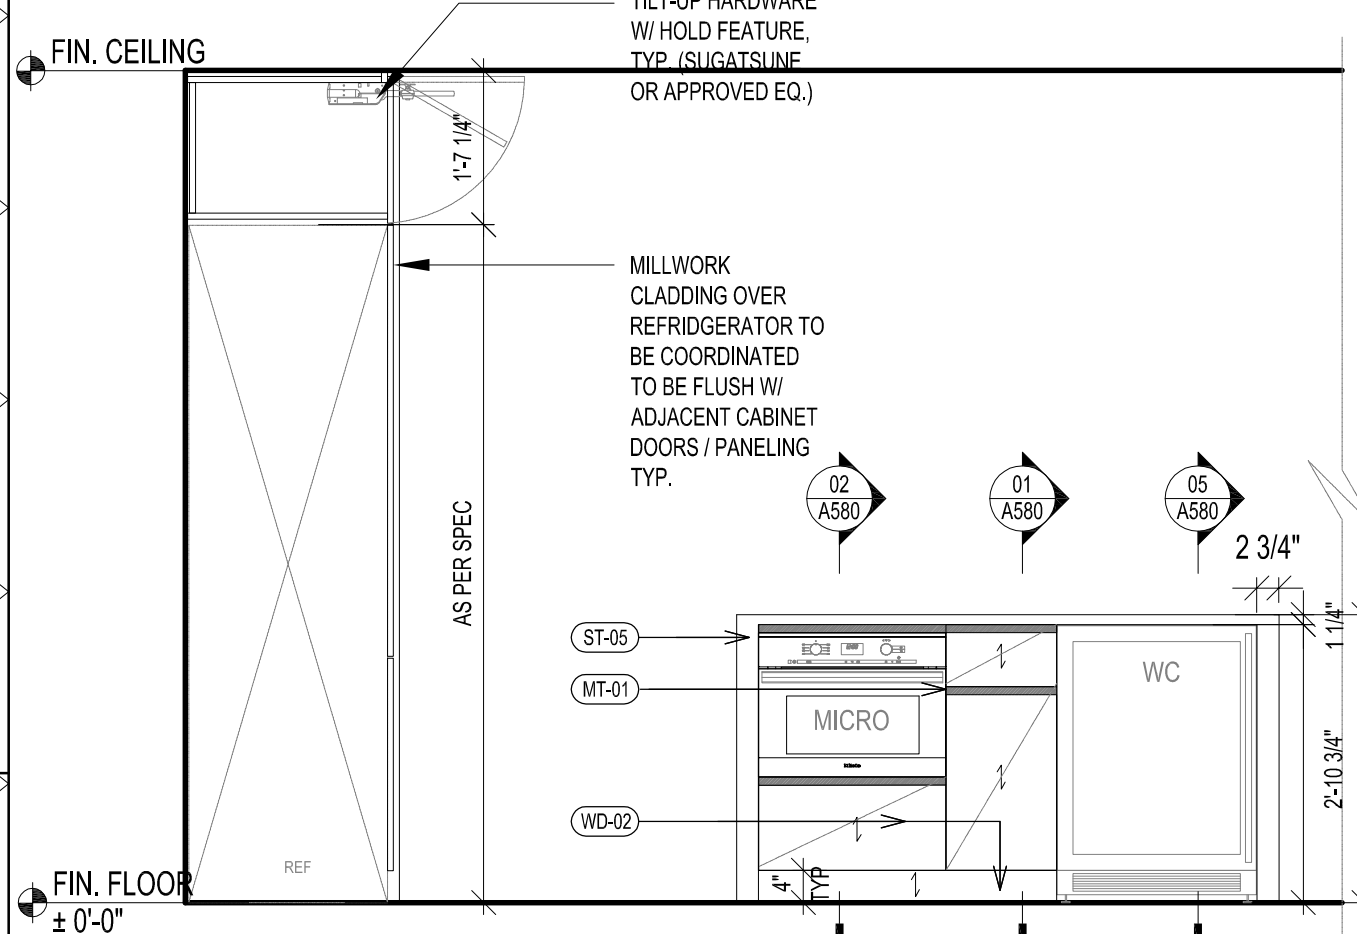 TILT-UP HARDWARE
W/ HOLD FEATURE,
TYP. (SUGATSUNE
OR APPROVED EQ.)
FIN. CEILING
1'-7 1/4"
MILLWORK
CLADDING OVER
REFRIDGERATOR TO
BE COORDINATED
TO BE FLUSH W/
ADJACENT CABINET
DOORS / PANELING
TYP.
AS PER SPEC
02
A580
01
A580
05
A580
2 3/4"
1 1/4"
ST-05
MT-01
WD-02
MICRO
WC
2'-10 3/4"
4"
TYP
REF
FIN. FLOOR
± 0'-0"